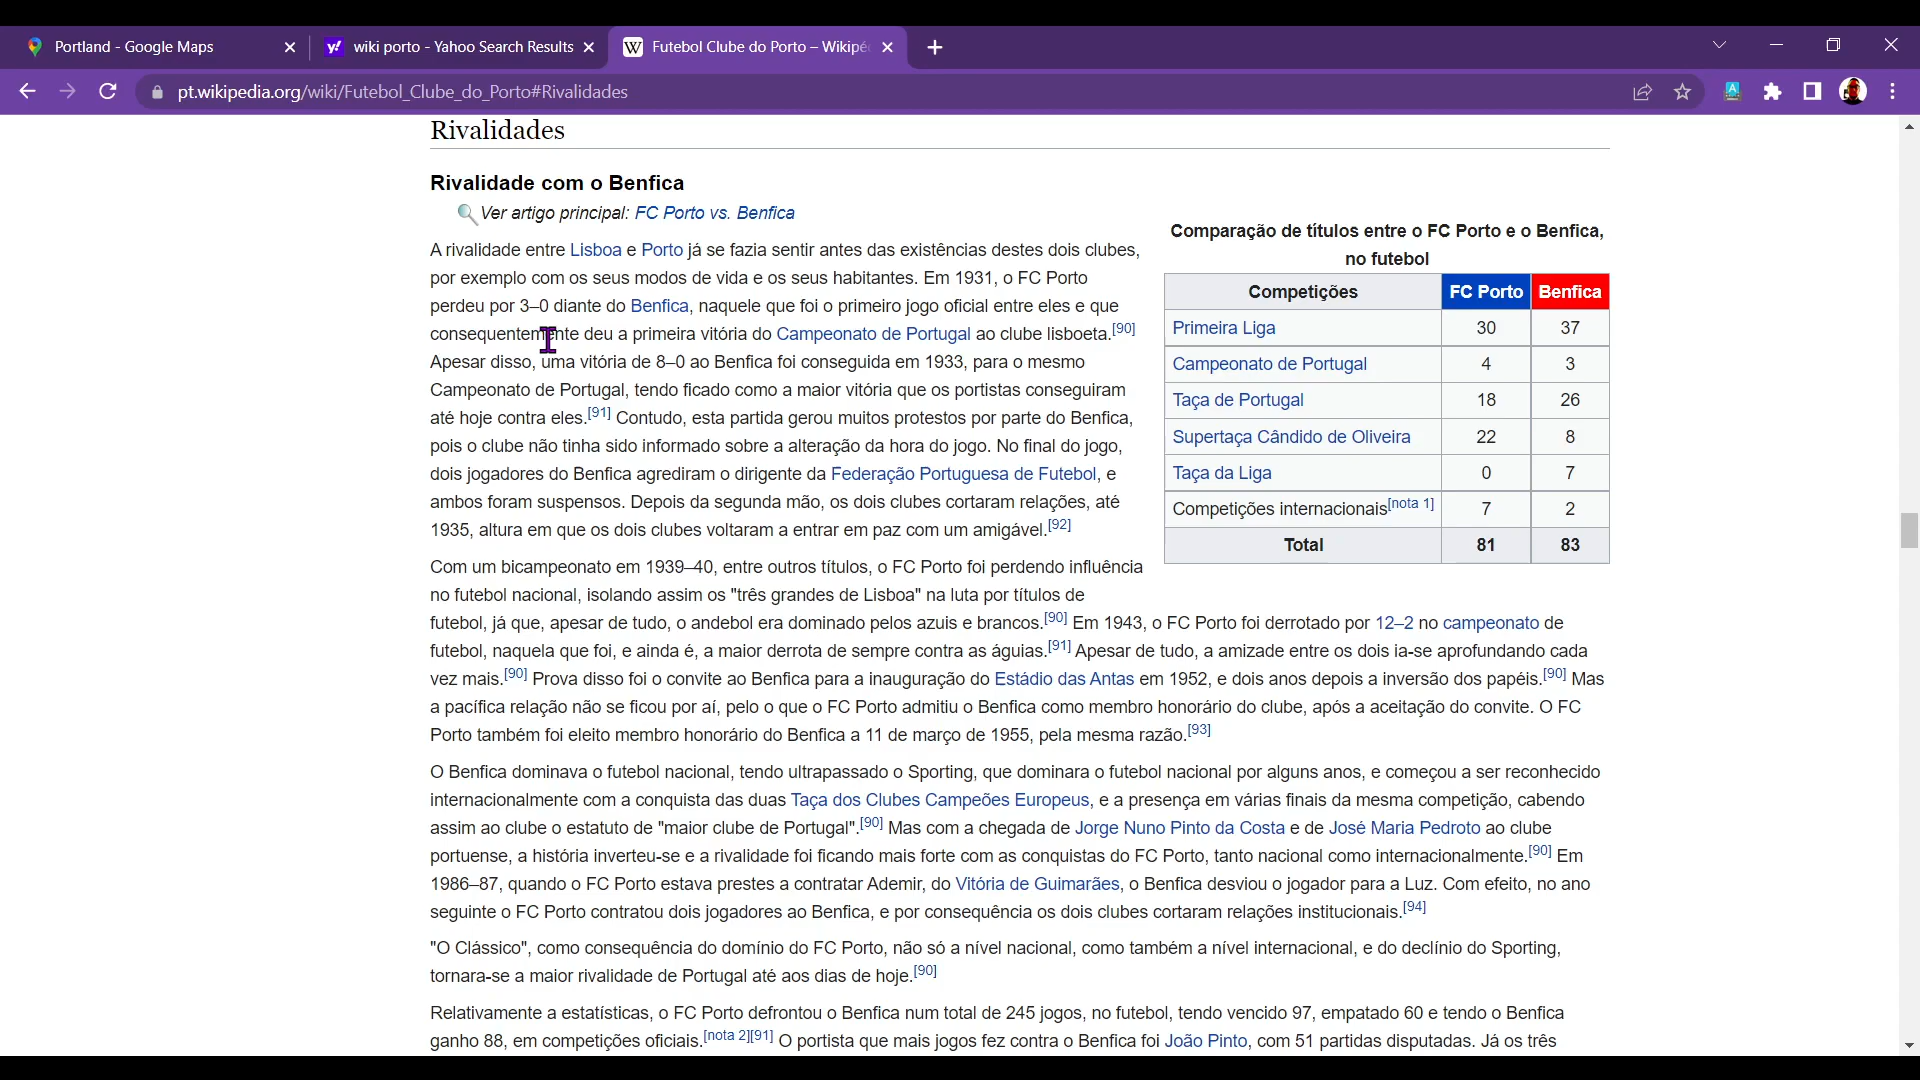 Portland - Google Maps
wiki porto - Yahoo Search Results
Futebol Clube do Porto – Wikipé
pt.wikipedia.org/wiki/Futebol_Clube_do_Porto#Rivalidades
Rivalidades
Rivalidade com o Benfica
Ver artigo principal: FC Porto vs. Benfica
A rivalidade entre Lisboa e Porto já se fazia sentir antes das existências destes dois clubes,
por exemplo com os seus modos de vida e os seus habitantes. Em 1931, o FC Porto
perdeu por 3–0 diante do Benfica, naquele que foi o primeiro jogo oficial entre eles e que
consequentemente deu a primeira vitória do Campeonato de Portugal ao clube lisboeta.[90]
Apesar disso, uma vitória de 8–0 ao Benfica foi conseguida em 1933, para o mesmo
Campeonato de Portugal, tendo ficado como a maior vitória que os portistas conseguiram
até hoje contra eles.[91] Contudo, esta partida gerou muitos protestos por parte do Benfica,
pois o clube não tinha sido informado sobre a alteração da hora do jogo. No final do jogo,
dois jogadores do Benfica agrediram o dirigente da Federação Portuguesa de Futebol, e
ambos foram suspensos. Depois da segunda mão, os dois clubes cortaram relações, até
1935, altura em que os dois clubes voltaram a entrar em paz com um amigável.[92]
Comparação de títulos entre o FC Porto e o Benfica,
no futebol
Competições FC Porto Benfica
Primeira Liga 30 37
Campeonato de Portugal 4 3
Taça de Portugal 18 26
Supertaça Cândido de Oliveira 22 8
Taça da Liga 0 7
Competições internacionais[nota 1] 7 2
Total 81 83
Com um bicampeonato em 1939–40, entre outros títulos, o FC Porto foi perdendo influência
no futebol nacional, isolando assim os "três grandes de Lisboa" na luta por títulos de
futebol, já que, apesar de tudo, o andebol era dominado pelos azuis e brancos.[90] Em 1943, o FC Porto foi derrotado por 12–2 no campeonato de
futebol, naquela que foi, e ainda é, a maior derrota de sempre contra as águias.[91] Apesar de tudo, a amizade entre os dois ia-se aprofundando cada
vez mais.[90] Prova disso foi o convite ao Benfica para a inauguração do Estádio das Antas em 1952, e dois anos depois a inversão dos papéis.[90] Mas
a pacífica relação não se ficou por aí, pelo o que o FC Porto admitiu o Benfica como membro honorário do clube, após a aceitação do convite. O FC
Porto também foi eleito membro honorário do Benfica a 11 de março de 1955, pela mesma razão.[93]
O Benfica dominava o futebol nacional, tendo ultrapassado o Sporting, que dominara o futebol nacional por alguns anos, e começou a ser reconhecido
internacionalmente com a conquista das duas Taça dos Clubes Campeões Europeus, e a presença em várias finais da mesma competição, cabendo
assim ao clube o estatuto de "maior clube de Portugal".[90] Mas com a chegada de Jorge Nuno Pinto da Costa e de José Maria Pedroto ao clube
portuense, a história inverteu-se e a rivalidade foi ficando mais forte com as conquistas do FC Porto, tanto nacional como internacionalmente.[90] Em
1986–87, quando o FC Porto estava prestes a contratar Ademir, do Vitória de Guimarães, o Benfica desviou o jogador para a Luz. Com efeito, no ano
seguinte o FC Porto contratou dois jogadores ao Benfica, e por consequência os dois clubes cortaram relações institucionais.[94]
"O Clássico", como consequência do domínio do FC Porto, não só a nível nacional, como também a nível internacional, e do declínio do Sporting,
tornara-se a maior rivalidade de Portugal até aos dias de hoje.[90]
Relativamente a estatísticas, o FC Porto defrontou o Benfica num total de 245 jogos, no futebol, tendo vencido 97, empatado 60 e tendo o Benfica
ganho 88, em competições oficiais.[nota 2][91] O portista que mais jogos fez contra o Benfica foi João Pinto, com 51 partidas disputadas. Já os três